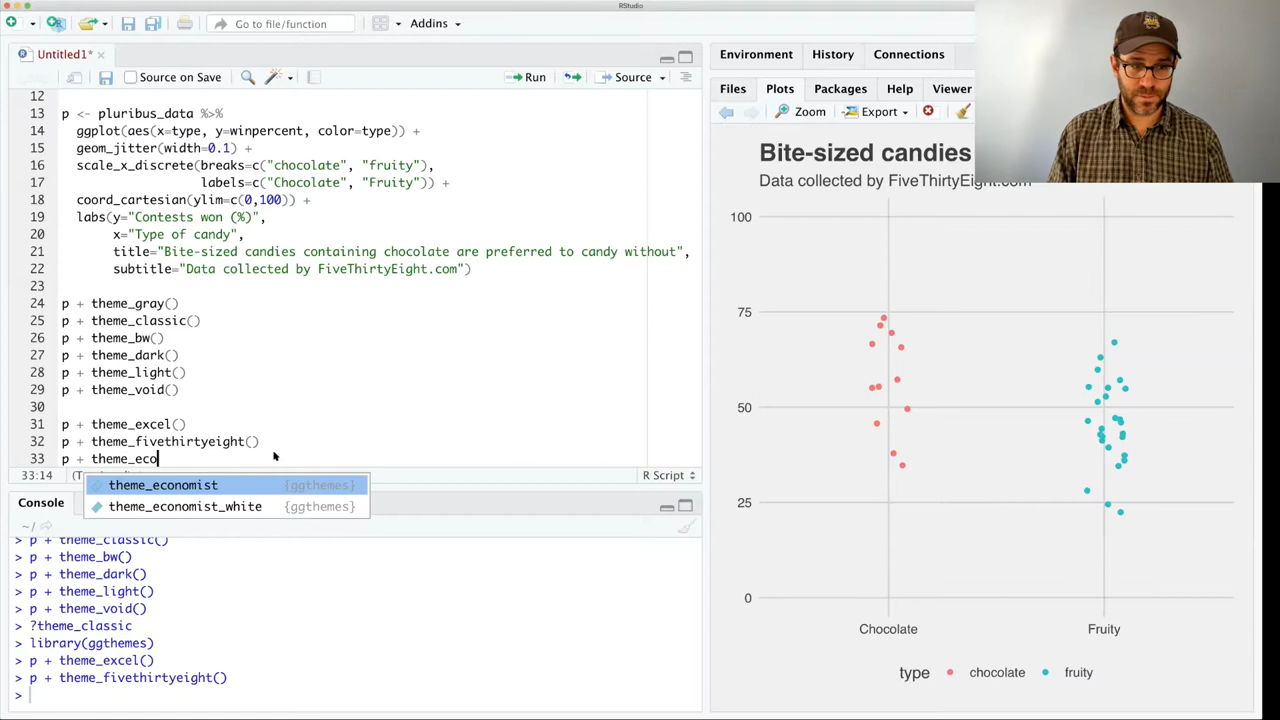 RStudio
Go to file/function
Addins
Untitled1*
Source on Save
Run
Source
12
13 p <- pluribus_data %>%
14 ggplot(aes(x=type, y=winpercent, color=type)) +
15 geom_jitter(width=0.1) +
16 scale_x_discrete(breaks=c("chocolate", "fruity"),
17 labels=c("Chocolate", "Fruity")) +
18 coord_cartesian(ylim=c(0,100)) +
19 labs(y="Contests won (%)",
20 x="Type of candy",
21 title="Bite-sized candies containing chocolate are preferred to candy without",
22 subtitle="Data collected by FiveThirtyEight.com")
23
24 p + theme_gray()
25 p + theme_classic()
26 p + theme_bw()
27 p + theme_dark()
28 p + theme_light()
29 p + theme_void()
30
31 p + theme_excel()
32 p + theme_fivethirtyeight()
33 p + theme_eco
33:14
R Script
theme_economist {ggthemes}
theme_economist_white {ggthemes}
Console
~/
> p + theme_classic()
> p + theme_bw()
> p + theme_dark()
> p + theme_light()
> p + theme_void()
> ?theme_classic
> library(ggthemes)
> p + theme_excel()
> p + theme_fivethirtyeight()
>
Environment History Connections
Files Plots Packages Help Viewer
Zoom Export
Bite-sized candies
Data collected by FiveThirtyEight.com
100
75
50
25
0
Chocolate Fruity
type chocolate fruity